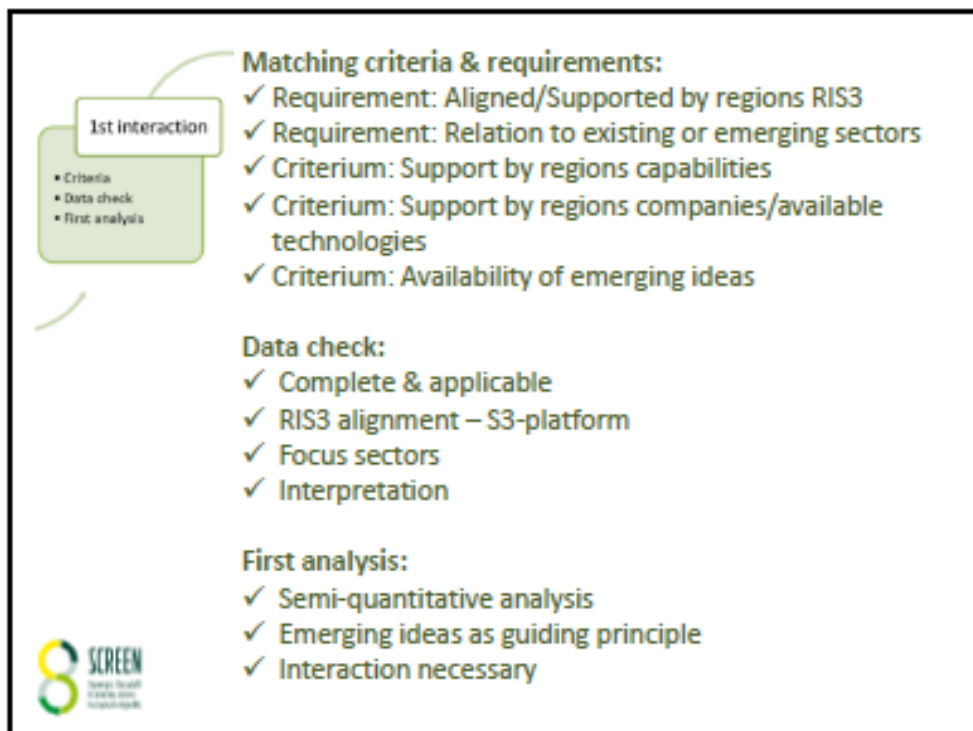 1st interaction
• Criteria
• Data check
• First analysis
Matching criteria & requirements:
✓ Requirement: Aligned/Supported by regions RIS3
✓ Requirement: Relation to existing or emerging sectors
✓ Criterium: Support by regions capabilities
✓ Criterium: Support by regions companies/available
technologies
✓ Criterium: Availability of emerging ideas
Data check:
✓ Complete & applicable
✓ RIS3 alignment – S3-platform
✓ Focus sectors
✓ Interpretation
First analysis:
✓ Semi-quantitative analysis
✓ Emerging ideas as guiding principle
✓ Interaction necessary
SCREEN